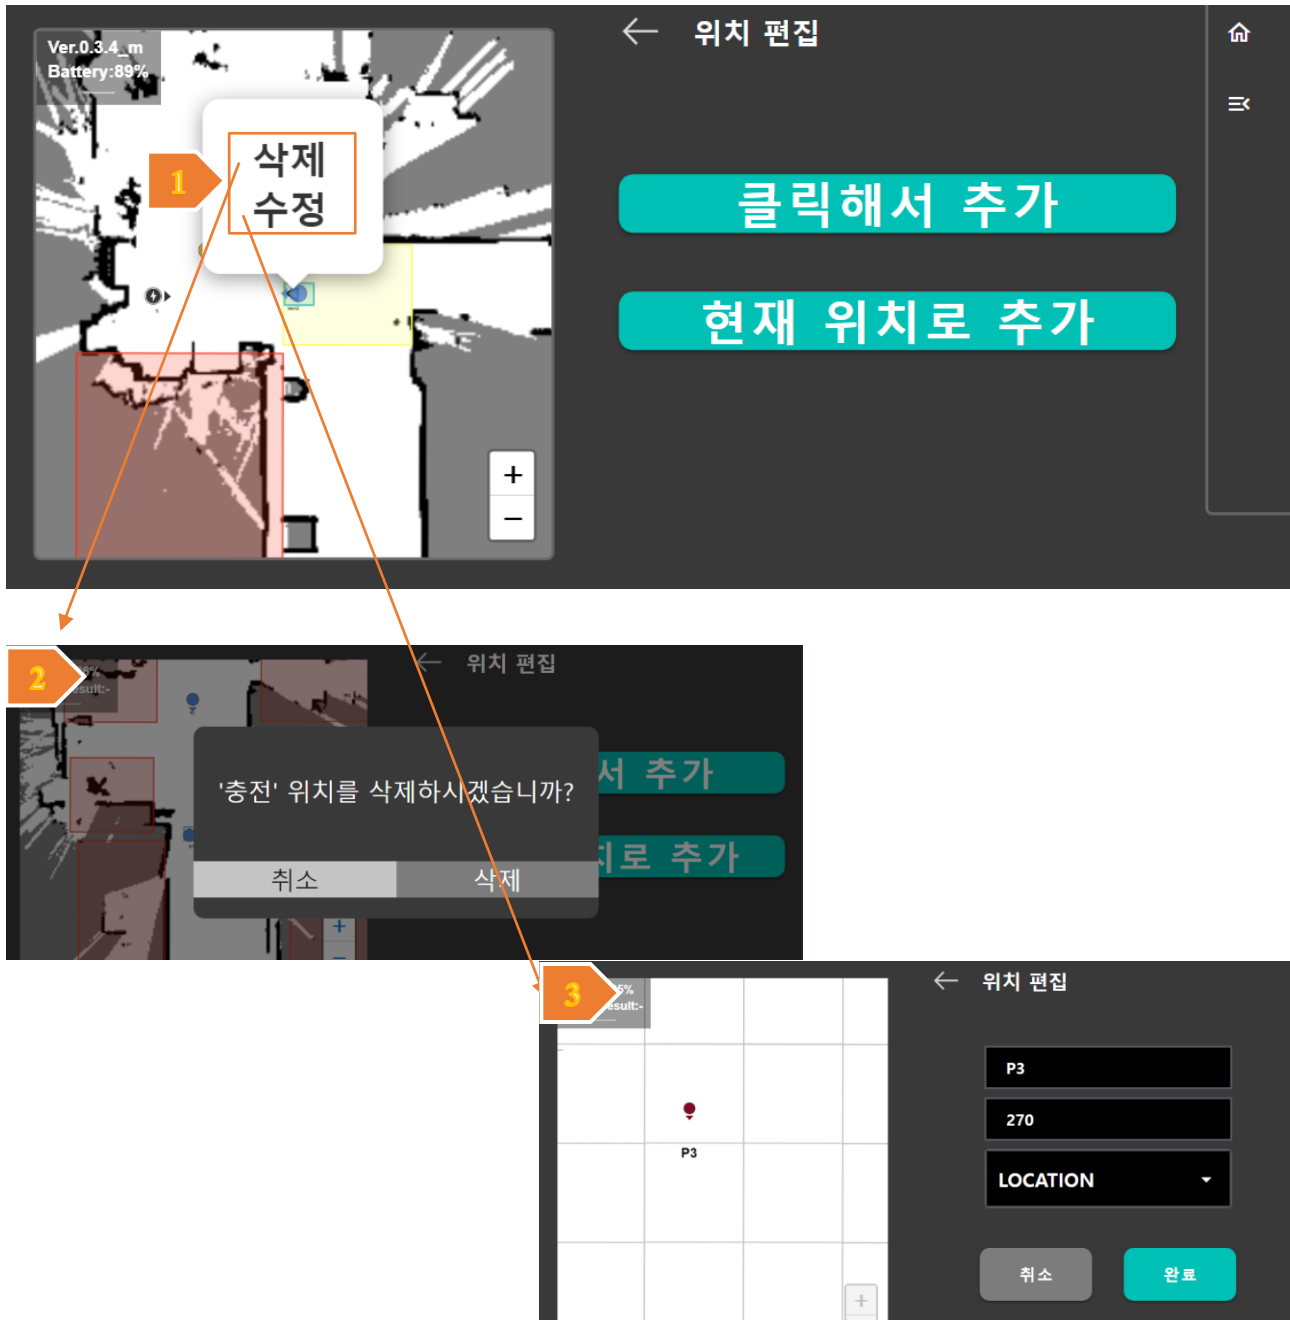 Ver.0.3.4_m
Battery:89%
위치 편집
1
삭제
수정
클릭해서 추가
현재 위치로 추가
+
−
2
%
esult:-
위치 편집
서 추가
'충전' 위치를 삭제하시겠습니까?
치로 추가
취소
삭제
+
−
3
5%
esult:-
위치 편집
P3
270
P3
LOCATION
취소
완료
+